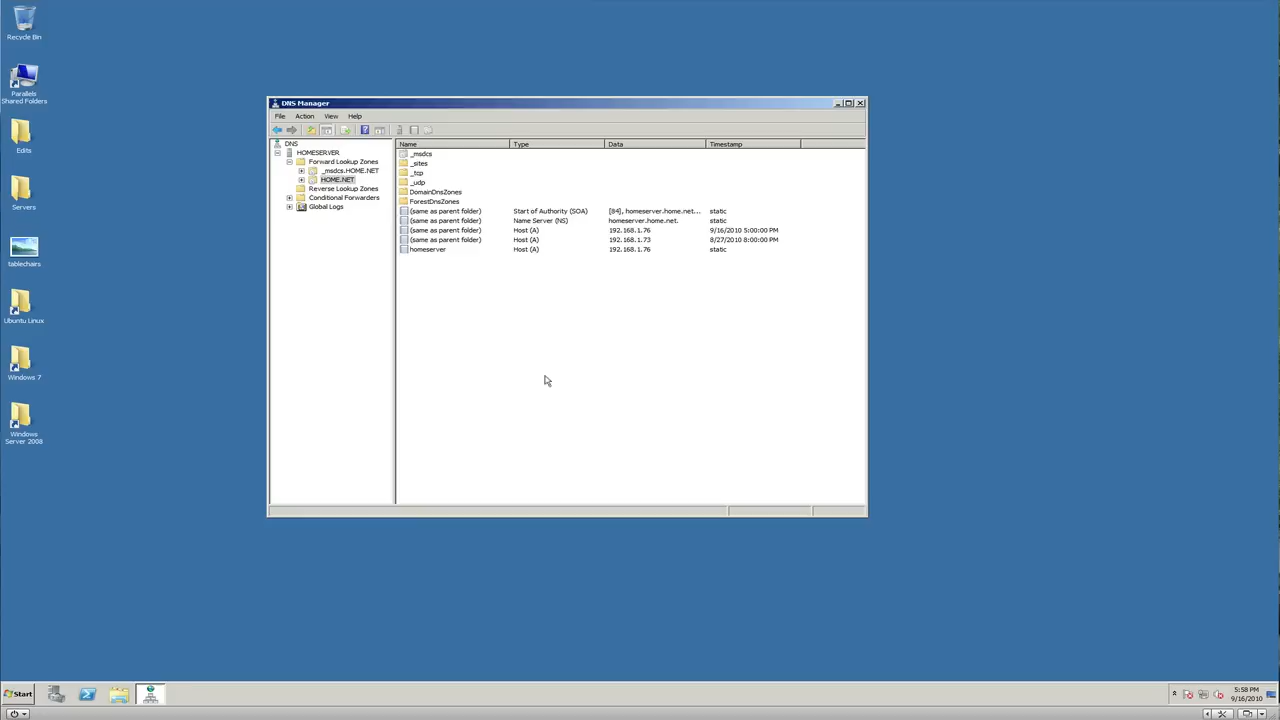 Recycle Bin
Parallels
Shared Folders
Edits
Servers
tablechairs
Ubuntu Linux
Windows 7
Windows
Server 2008
DNS Manager
File Action View Help
DNS
HOMESERVER
Forward Lookup Zones
_msdcs.HOME.NET
HOME.NET
Reverse Lookup Zones
Conditional Forwarders
Global Logs
Name Type Data Timestamp
_msdcs
_sites
_tcp
_udp
DomainDnsZones
ForestDnsZones
(same as parent folder) Start of Authority (SOA) [84], homeserver.home.net... static
(same as parent folder) Name Server (NS) homeserver.home.net. static
(same as parent folder) Host (A) 192.168.1.76 9/16/2010 5:00:00 PM
(same as parent folder) Host (A) 192.168.1.73 8/27/2010 8:00:00 PM
homeserver Host (A) 192.168.1.76 static
Start
5:58 PM
9/16/2010